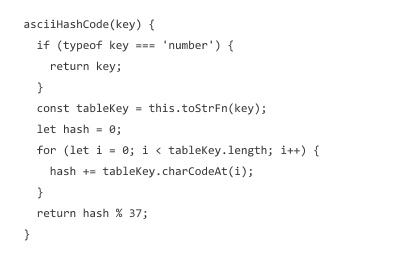 asciiHashCode(key) {
  if (typeof key === 'number') {
    return key;
  }
  const tableKey = this.toStrFn(key);
  let hash = 0;
  for (let i = 0; i < tableKey.length; i++) {
    hash += tableKey.charCodeAt(i);
  }
  return hash % 37;
}